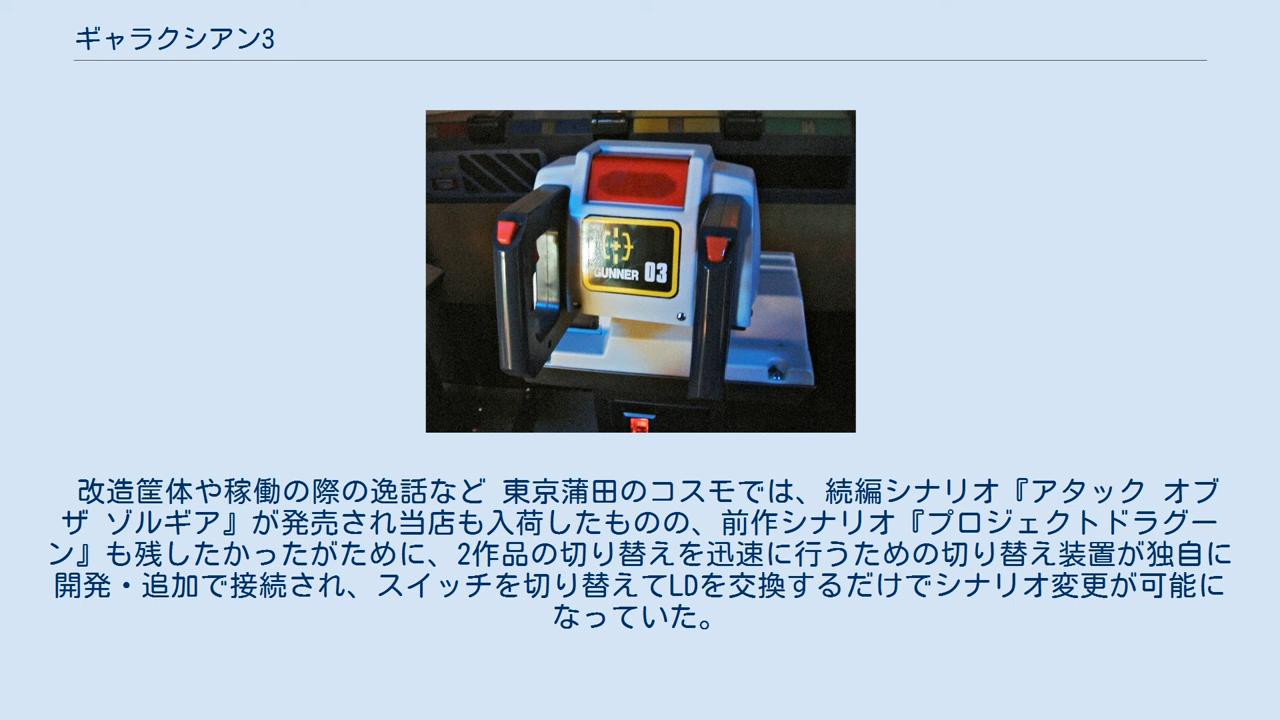 ギャラクシアン3
GUNNER 03
改造筐体や稼働の際の逸話など 東京蒲田のコスモでは、続編シナリオ『アタック オブ
ザ ゾルギア』が発売され当店も入荷したものの、前作シナリオ『プロジェクトドラグー
ン』も残したかったがために、2作品の切り替えを迅速に行うための切り替え装置が独自に
開発・追加で接続され、スイッチを切り替えてLDを交換するだけでシナリオ変更が可能に
なっていた。